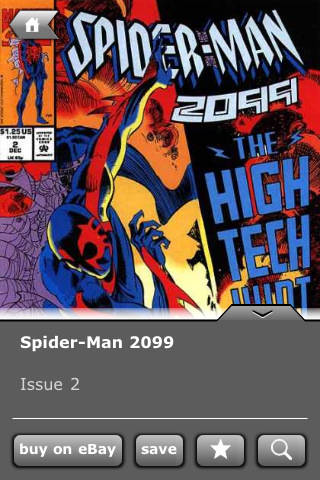 SPIDER-MAN
2099
$1.25 US
2
DEC
THE
HIGH
TECH
HUNT
Spider-Man 2099
Issue 2
buy on eBay
save